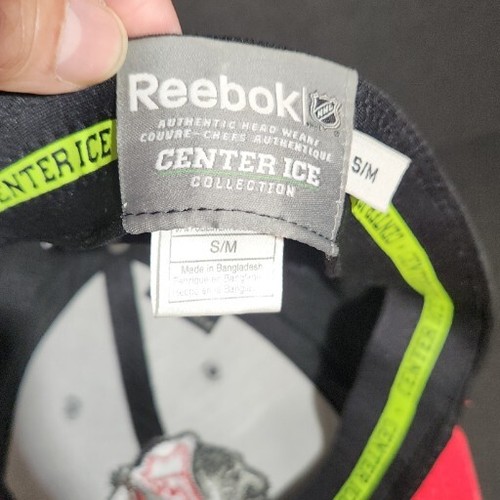 Reebok NHL
AUTHENTIC HEAD WEAR
COUVRE-CHEFS AUTHENTIQUE
CENTER ICE
COLLECTION
S/M
S/M
Made in Bangladesh
CENTER ICE
CENTER ICE